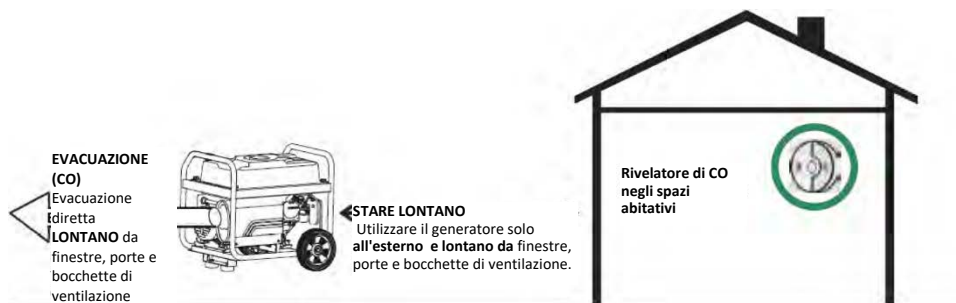 EVACUAZIONE
(CO)
Evacuazione
diretta
LONTANO da
finestre, porte e
bocchette di
ventilazione
STARE LONTANO
Utilizzare il generatore solo
all'esterno e lontano da finestre,
porte e bocchette di ventilazione.
Rivelatore di CO
negli spazi
abitativi